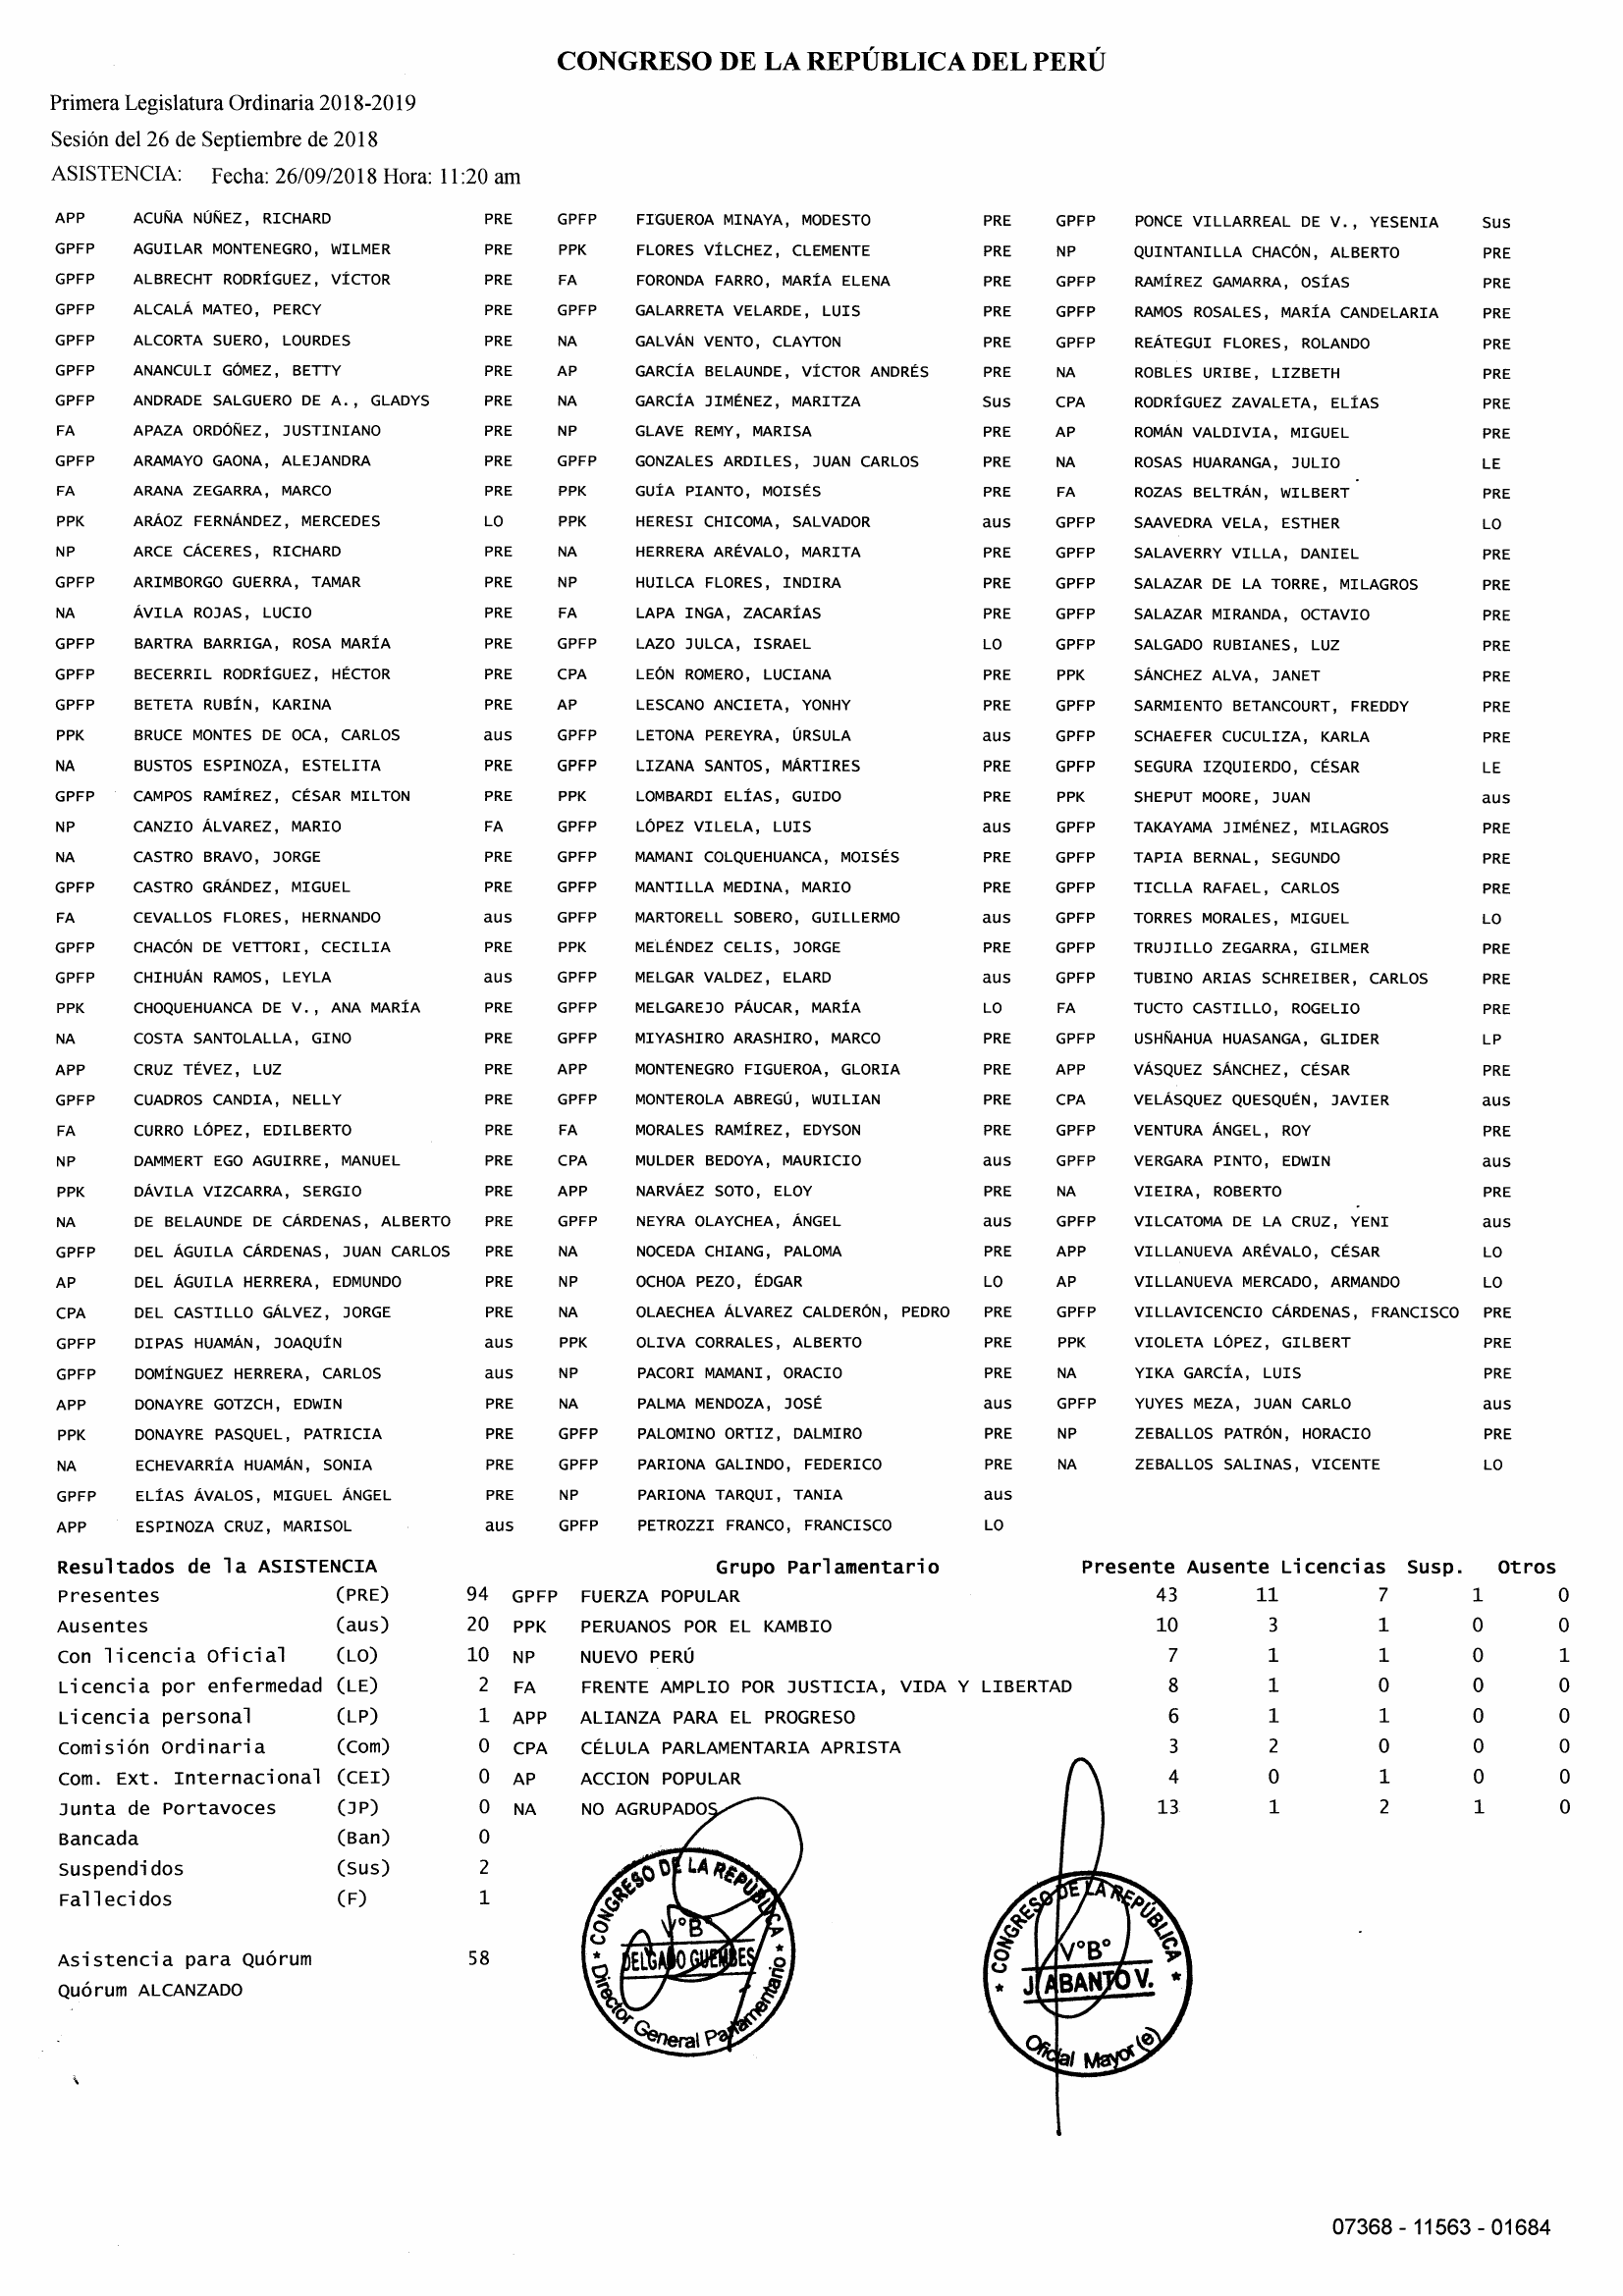 CONGRESO DE LA REPÚBLICA DEL PERÚ
Primera Legislatura Ordinaria 2018-2019
Sesión del 26 de Septiembre de 2018
ASISTENCIA: Fecha: 26/09/2018 Hora: 11:20 am
APP ACUÑA NÚÑEZ, RICHARD PRE GPFP FIGUEROA MINAYA, MODESTO PRE GPFP PONCE VILLARREAL DE V., YESENIA Sus
GPFP AGUILAR MONTENEGRO, WILMER PRE PPK FLORES VÍLCHEZ, CLEMENTE PRE NP QUINTANILLA CHACÓN, ALBERTO PRE
GPFP ALBRECHT RODRÍGUEZ, VÍCTOR PRE FA FORONDA FARRO, MARÍA ELENA PRE GPFP RAMÍREZ GAMARRA, OSÍAS PRE
GPFP ALCALÁ MATEO, PERCY PRE GPFP GALARRETA VELARDE, LUIS PRE GPFP RAMOS ROSALES, MARÍA CANDELARIA PRE
GPFP ALCORTA SUERO, LOURDES PRE NA GALVÁN VENTO, CLAYTON PRE GPFP REÁTEGUI FLORES, ROLANDO PRE
GPFP ANANCULI GÓMEZ, BETTY PRE AP GARCÍA BELAUNDE, VÍCTOR ANDRÉS PRE NA ROBLES URIBE, LIZBETH PRE
GPFP ANDRADE SALGUERO DE A., GLADYS PRE NA GARCÍA JIMÉNEZ, MARITZA Sus CPA RODRÍGUEZ ZAVALETA, ELÍAS PRE
FA APAZA ORDÓÑEZ, JUSTINIANO PRE NP GLAVE REMY, MARISA PRE AP ROMÁN VALDIVIA, MIGUEL PRE
GPFP ARAMAYO GAONA, ALEJANDRA PRE GPFP GONZALES ARDILES, JUAN CARLOS PRE NA ROSAS HUARANGA, JULIO LE
FA ARANA ZEGARRA, MARCO PRE PPK GUÍA PIANTO, MOISÉS PRE FA ROZAS BELTRÁN, WILBERT PRE
PPK ARÁOZ FERNÁNDEZ, MERCEDES LO PPK HERESI CHICOMA, SALVADOR aus GPFP SAAVEDRA VELA, ESTHER LO
NP ARCE CÁCERES, RICHARD PRE NA HERRERA ARÉVALO, MARITA PRE GPFP SALAVERRY VILLA, DANIEL PRE
GPFP ARIMBORGO GUERRA, TAMAR PRE NP HUILCA FLORES, INDIRA PRE GPFP SALAZAR DE LA TORRE, MILAGROS PRE
NA ÁVILA ROJAS, LUCIO PRE FA LAPA INGA, ZACARÍAS PRE GPFP SALAZAR MIRANDA, OCTAVIO PRE
GPFP BARTRA BARRIGA, ROSA MARÍA PRE GPFP LAZO JULCA, ISRAEL LO GPFP SALGADO RUBIANES, LUZ PRE
GPFP BECERRIL RODRÍGUEZ, HÉCTOR PRE CPA LEÓN ROMERO, LUCIANA PRE PPK SÁNCHEZ ALVA, JANET PRE
GPFP BETETA RUBÍN, KARINA PRE AP LESCANO ANCIETA, YONHY PRE GPFP SARMIENTO BETANCOURT, FREDDY PRE
PPK BRUCE MONTES DE OCA, CARLOS aus GPFP LETONA PEREYRA, ÚRSULA aus GPFP SCHAEFER CUCULIZA, KARLA PRE
NA BUSTOS ESPINOZA, ESTELITA PRE GPFP LIZANA SANTOS, MÁRTIRES PRE GPFP SEGURA IZQUIERDO, CÉSAR LE
GPFP CAMPOS RAMÍREZ, CÉSAR MILTON PRE PPK LOMBARDI ELÍAS, GUIDO PRE PPK SHEPUT MOORE, JUAN aus
NP CANZIO ÁLVAREZ, MARIO FA GPFP LÓPEZ VILELA, LUIS aus GPFP TAKAYAMA JIMÉNEZ, MILAGROS PRE
NA CASTRO BRAVO, JORGE PRE GPFP MAMANI COLQUEHUANCA, MOISÉS PRE GPFP TAPIA BERNAL, SEGUNDO PRE
GPFP CASTRO GRÁNDEZ, MIGUEL PRE GPFP MANTILLA MEDINA, MARIO PRE GPFP TICLLA RAFAEL, CARLOS PRE
FA CEVALLOS FLORES, HERNANDO aus GPFP MARTORELL SOBERO, GUILLERMO aus GPFP TORRES MORALES, MIGUEL LO
GPFP CHACÓN DE VETTORI, CECILIA PRE PPK MELÉNDEZ CELIS, JORGE PRE GPFP TRUJILLO ZEGARRA, GILMER PRE
GPFP CHIHUÁN RAMOS, LEYLA aus GPFP MELGAR VALDEZ, ELARD aus GPFP TUBINO ARIAS SCHREIBER, CARLOS PRE
PPK CHOQUEHUANCA DE V., ANA MARÍA PRE GPFP MELGAREJO PÁUCAR, MARÍA LO FA TUCTO CASTILLO, ROGELIO PRE
NA COSTA SANTOLALLA, GINO PRE GPFP MIYASHIRO ARASHIRO, MARCO PRE GPFP USHÑAHUA HUASANGA, GLIDER LP
APP CRUZ TÉVEZ, LUZ PRE APP MONTENEGRO FIGUEROA, GLORIA PRE APP VÁSQUEZ SÁNCHEZ, CÉSAR PRE
GPFP CUADROS CANDIA, NELLY PRE GPFP MONTEROLA ABREGÚ, WUILIAN PRE CPA VELÁSQUEZ QUESQUÉN, JAVIER aus
FA CURRO LÓPEZ, EDILBERTO PRE FA MORALES RAMÍREZ, EDYSON PRE GPFP VENTURA ÁNGEL, ROY PRE
NP DAMMERT EGO AGUIRRE, MANUEL PRE CPA MULDER BEDOYA, MAURICIO aus GPFP VERGARA PINTO, EDWIN aus
PPK DÁVILA VIZCARRA, SERGIO PRE APP NARVÁEZ SOTO, ELOY PRE NA VIEIRA, ROBERTO PRE
NA DE BELAUNDE DE CÁRDENAS, ALBERTO PRE GPFP NEYRA OLAYCHEA, ÁNGEL aus GPFP VILCATOMA DE LA CRUZ, YENI aus
GPFP DEL ÁGUILA CÁRDENAS, JUAN CARLOS PRE NA NOCEDA CHIANG, PALOMA PRE APP VILLANUEVA ARÉVALO, CÉSAR LO
AP DEL ÁGUILA HERRERA, EDMUNDO PRE NP OCHOA PEZO, ÉDGAR LO AP VILLANUEVA MERCADO, ARMANDO LO
CPA DEL CASTILLO GÁLVEZ, JORGE PRE NA OLAECHEA ÁLVAREZ CALDERÓN, PEDRO PRE GPFP VILLAVICENCIO CÁRDENAS, FRANCISCO PRE
GPFP DIPAS HUAMÁN, JOAQUÍN aus PPK OLIVA CORRALES, ALBERTO PRE PPK VIOLETA LÓPEZ, GILBERT PRE
GPFP DOMÍNGUEZ HERRERA, CARLOS aus NP PACORI MAMANI, ORACIO PRE NA YIKA GARCÍA, LUIS PRE
APP DONAYRE GOTZCH, EDWIN PRE NA PALMA MENDOZA, JOSÉ aus GPFP YUYES MEZA, JUAN CARLO aus
PPK DONAYRE PASQUEL, PATRICIA PRE GPFP PALOMINO ORTIZ, DALMIRO PRE NP ZEBALLOS PATRÓN, HORACIO PRE
NA ECHEVARRÍA HUAMÁN, SONIA PRE GPFP PARIONA GALINDO, FEDERICO PRE NA ZEBALLOS SALINAS, VICENTE LO
GPFP ELÍAS ÁVALOS, MIGUEL ÁNGEL PRE NP PARIONA TARQUI, TANIA aus
APP ESPINOZA CRUZ, MARISOL aus GPFP PETROZZI FRANCO, FRANCISCO LO
Resultados de la ASISTENCIA Grupo Parlamentario Presente Ausente Licencias Susp. Otros
Presentes (PRE) 94 GPFP FUERZA POPULAR 43 11 7 1 0
Ausentes (aus) 20 PPK PERUANOS POR EL KAMBIO 10 3 1 0 0
Con licencia Oficial (LO) 10 NP NUEVO PERÚ 7 1 1 0 1
Licencia por enfermedad (LE) 2 FA FRENTE AMPLIO POR JUSTICIA, VIDA Y LIBERTAD 8 1 0 0 0
Licencia personal (LP) 1 APP ALIANZA PARA EL PROGRESO 6 1 1 0 0
Comisión Ordinaria (Com) 0 CPA CÉLULA PARLAMENTARIA APRISTA 3 2 0 0 0
Com. Ext. Internacional (CEI) 0 AP ACCION POPULAR 4 0 1 0 0
Junta de Portavoces (JP) 0 NA NO AGRUPADOS 13 1 2 1 0
Bancada (Ban) 0
Suspendidos (Sus) 2
Fallecidos (F) 1
Asistencia para Quórum 58
Quórum ALCANZADO
CONGRESO DE LA REPÚBLICA
V°B°
DELGADO GUEMBES
Director General Parlamentario
CONGRESO DE LA REPÚBLICA
V°B°
J. ABANTO V.
Oficial Mayor (e)
07368 - 11563 - 01684